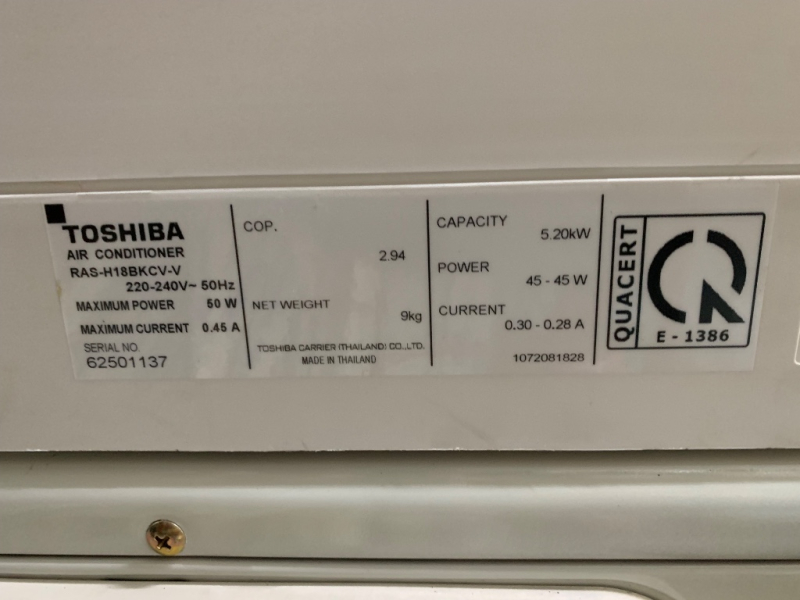 TOSHIBA
AIR CONDITIONER
RAS-H18BKCV-V
220-240V~ 50Hz
MAXIMUM POWER 50 W
MAXIMUM CURRENT 0.45 A
SERIAL NO.
62501137
COP. 2.94
NET WEIGHT 9kg
TOSHIBA CARRIER (THAILAND) CO.,LTD.
MADE IN THAILAND
CAPACITY 5.20kW
POWER 45 - 45 W
CURRENT 0.30 - 0.28 A
1072081828
QUACERT
E - 1386